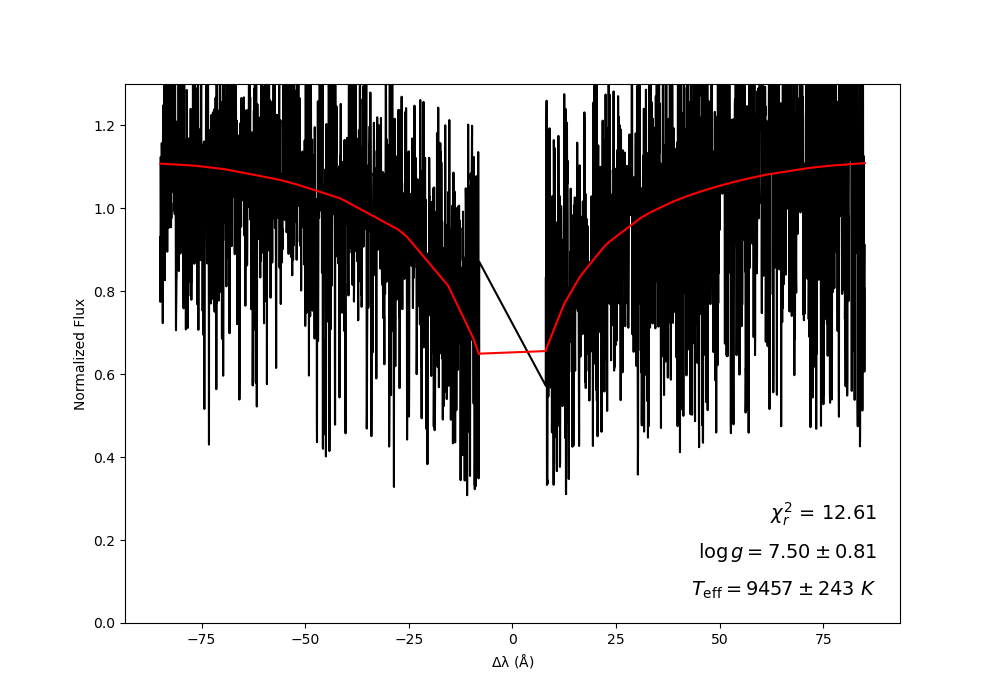 Normalized Flux
1.2
1.0
0.8
0.6
0.4
0.2
0.0
χ²ᵣ = 12.61
log g = 7.50 ± 0.81
T_eff = 9457 ± 243 K
−75
−50
−25
0
25
50
75
Δλ (Å)